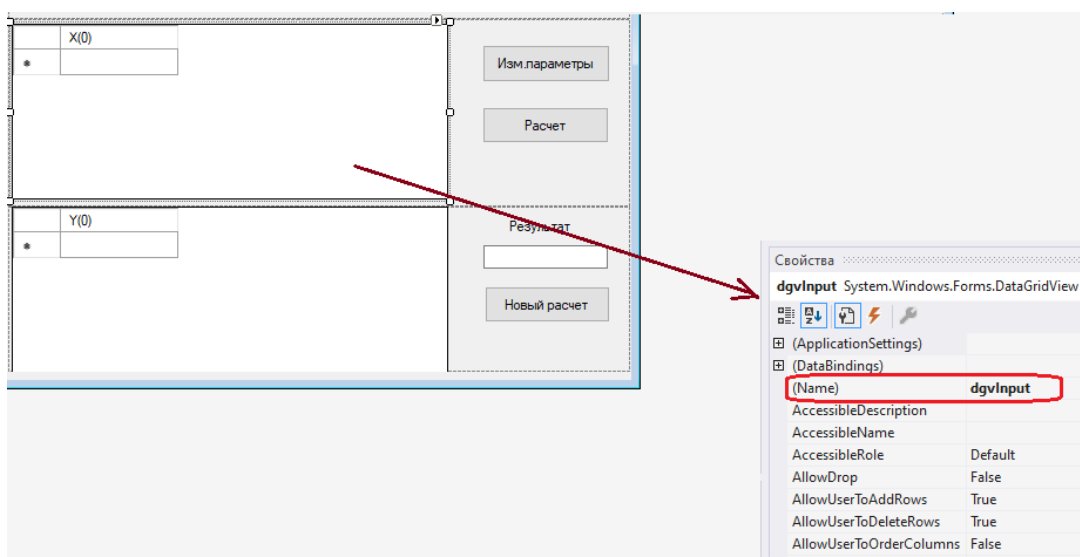 X(0)
Изм.параметры
Расчет
Y(0)
Результат
Новый расчет
Свойства
dgvInput System.Windows.Forms.DataGridView
(ApplicationSettings)
(DataBindings)
(Name) dgvInput
AccessibleDescription
AccessibleName
AccessibleRole Default
AllowDrop False
AllowUserToAddRows True
AllowUserToDeleteRows True
AllowUserToOrderColumns False